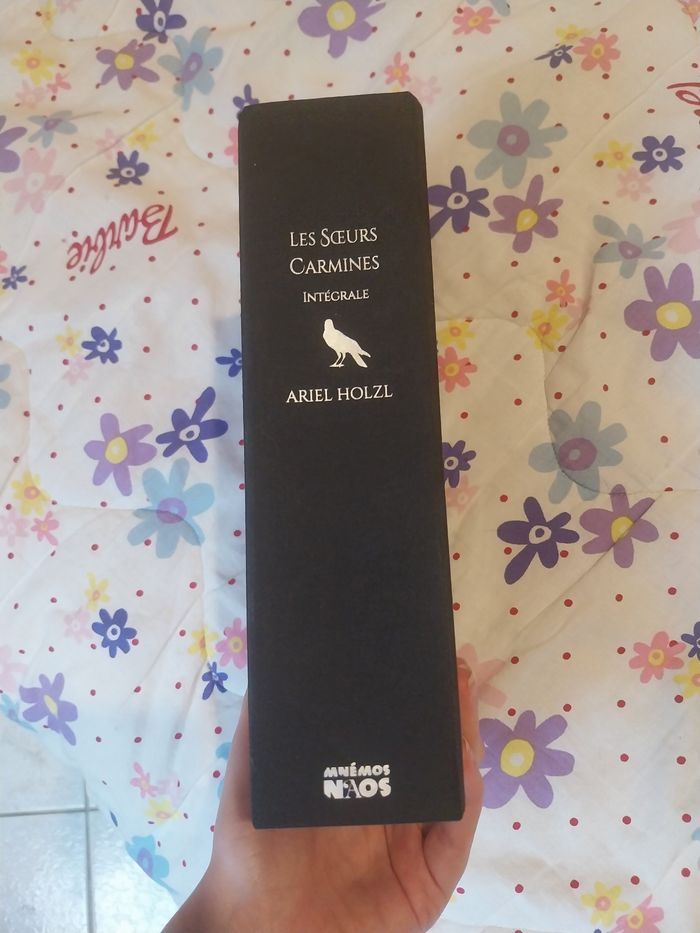 LES SŒURS
CARMINES
INTÉGRALE
ARIEL HOLZL
MNÉMOS
NAOS
Barbie